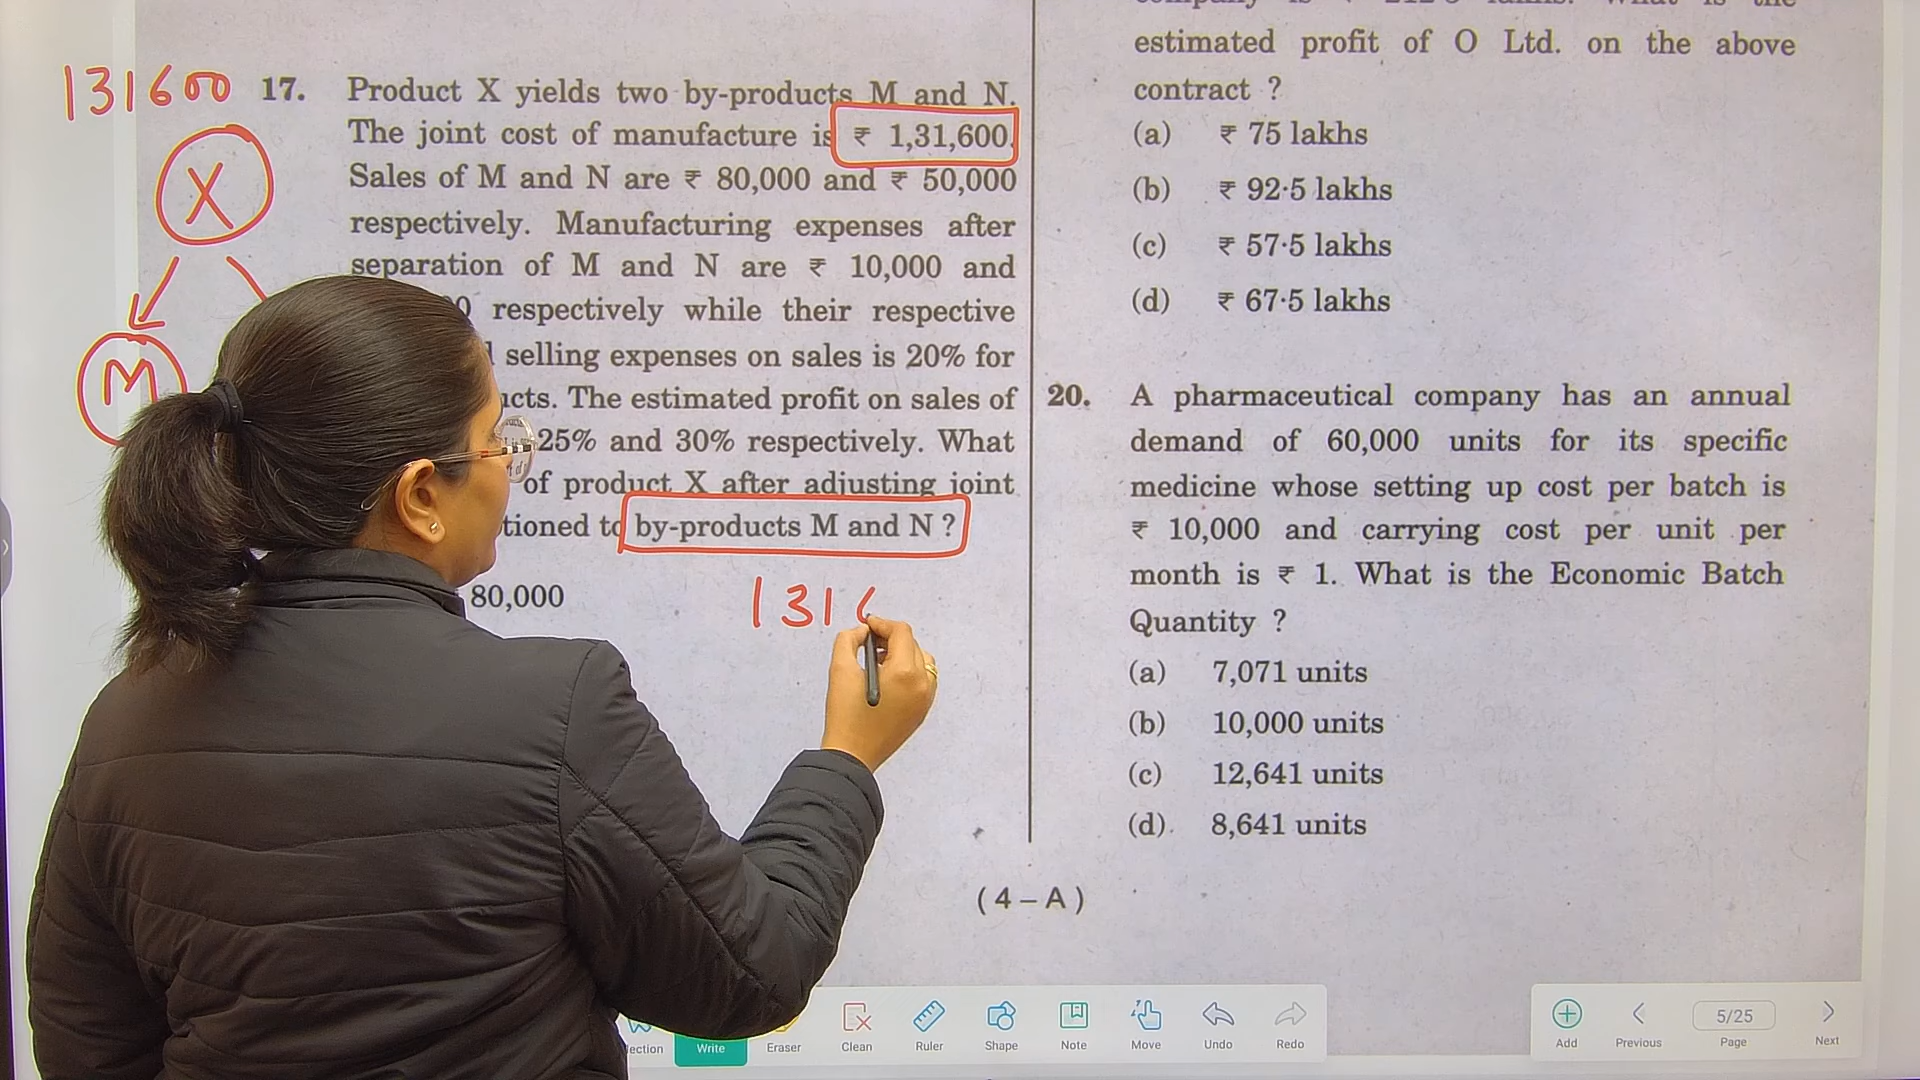 131600
17. Product X yields two by-products M and N.
The joint cost of manufacture is ₹ 1,31,600.
Sales of M and N are ₹ 80,000 and ₹ 50,000
respectively. Manufacturing expenses after
separation of M and N are ₹ 10,000 and
respectively while their respective
selling expenses on sales is 20% for
The estimated profit on sales of
25% and 30% respectively. What
of product X after adjusting joint
by-products M and N ?
80,000
131
X
M
estimated profit of O Ltd. on the above
contract ?
(a) ₹ 75 lakhs
(b) ₹ 92·5 lakhs
(c) ₹ 57·5 lakhs
(d) ₹ 67·5 lakhs
20. A pharmaceutical company has an annual
demand of 60,000 units for its specific
medicine whose setting up cost per batch is
₹ 10,000 and carrying cost per unit per
month is ₹ 1. What is the Economic Batch
Quantity ?
(a) 7,071 units
(b) 10,000 units
(c) 12,641 units
(d) 8,641 units
(4 – A)
Write Eraser Clean Ruler Shape Note Move Undo Redo
5/25
Add Previous Page Next